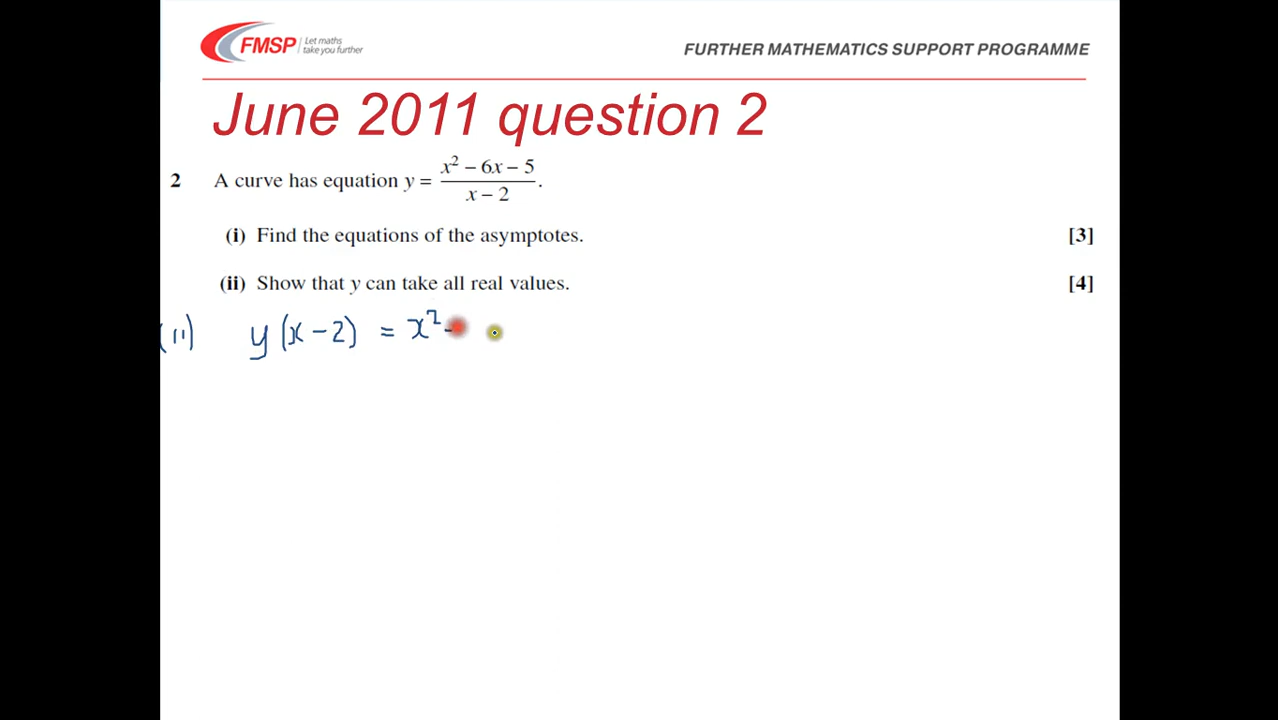 FMSP Let maths take you further
FURTHER MATHEMATICS SUPPORT PROGRAMME
June 2011 question 2
2 A curve has equation y = (x² – 6x – 5)/(x – 2).
(i) Find the equations of the asymptotes. [3]
(ii) Show that y can take all real values. [4]
(11) y(x – 2) = x² –